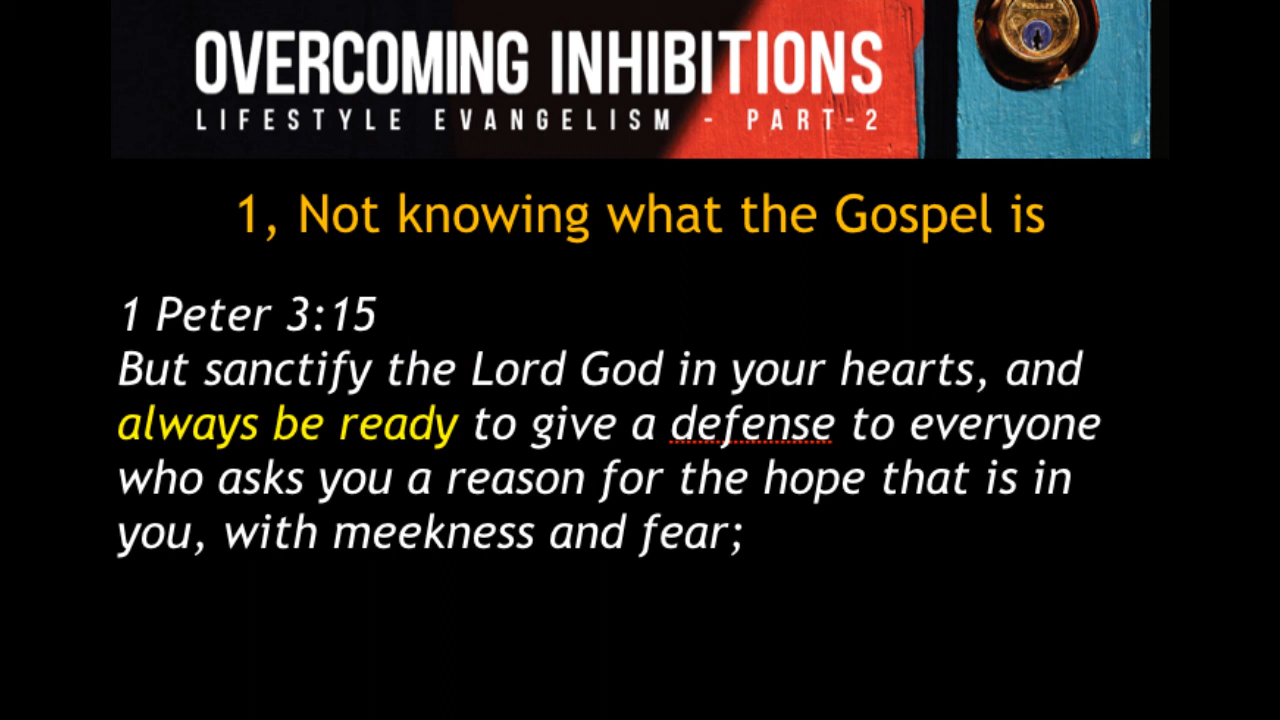 OVERCOMING INHIBITIONS
LIFESTYLE EVANGELISM - PART-2
1, Not knowing what the Gospel is
1 Peter 3:15
But sanctify the Lord God in your hearts, and
always be ready to give a defense to everyone
who asks you a reason for the hope that is in
you, with meekness and fear;